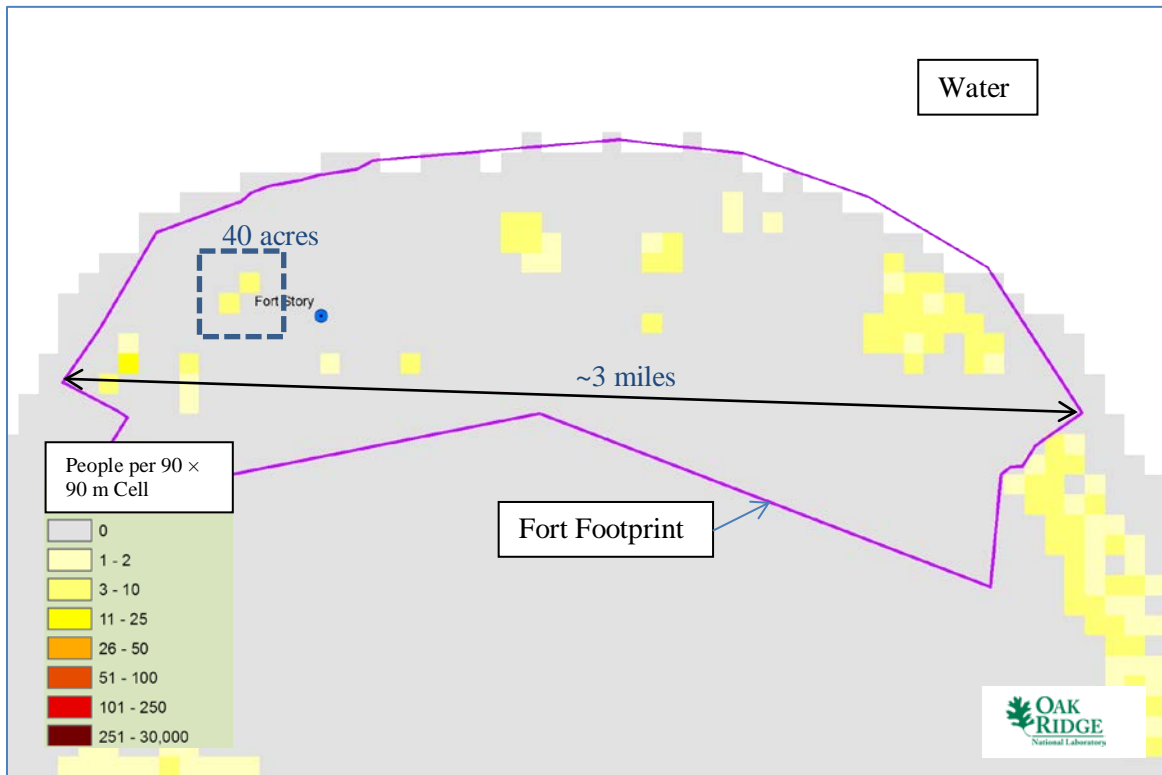 Water
40 acres
Fort Story
~3 miles
People per 90 ×
90 m Cell
0
1 - 2
3 - 10
11 - 25
26 - 50
51 - 100
101 - 250
251 - 30,000
Fort Footprint
OAK
RIDGE
National Laboratory